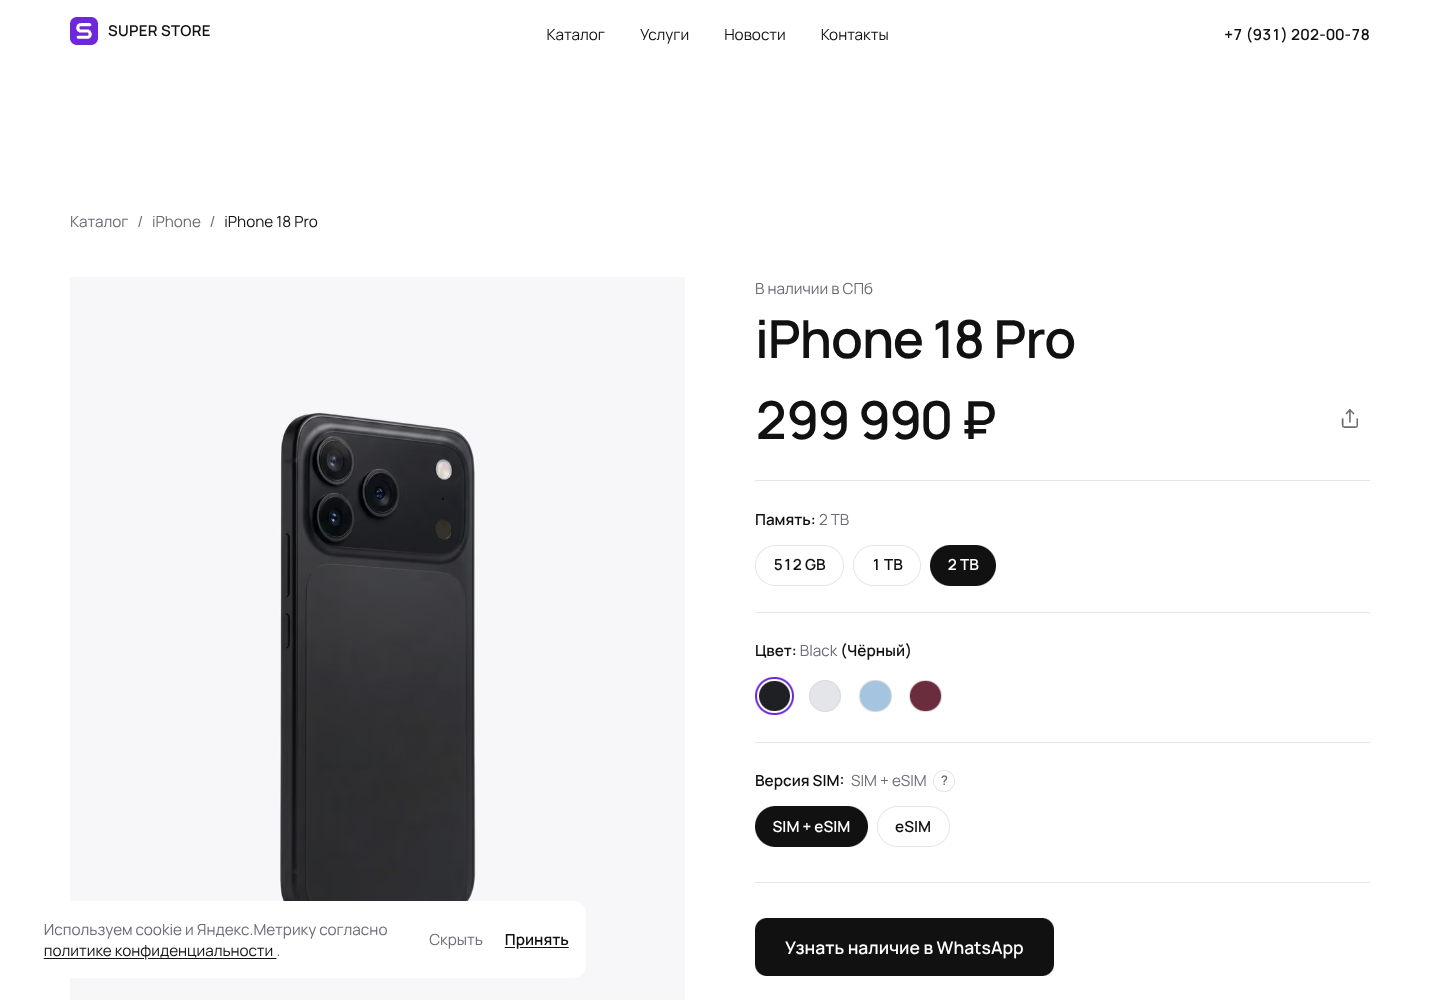 SUPER STORE
Каталог
Услуги
Новости
Контакты
+7 (931) 202-00-78
Каталог / iPhone / iPhone 18 Pro
В наличии в СПб
iPhone 18 Pro
299 990 ₽
Память: 2 TB
512 GB
1 TB
2 TB
Цвет: Black (Чёрный)
Версия SIM: SIM + eSIM ?
SIM + eSIM
eSIM
Узнать наличие в WhatsApp
Используем cookie и Яндекс.Метрику согласно
политике конфиденциальности .
Скрыть
Принять